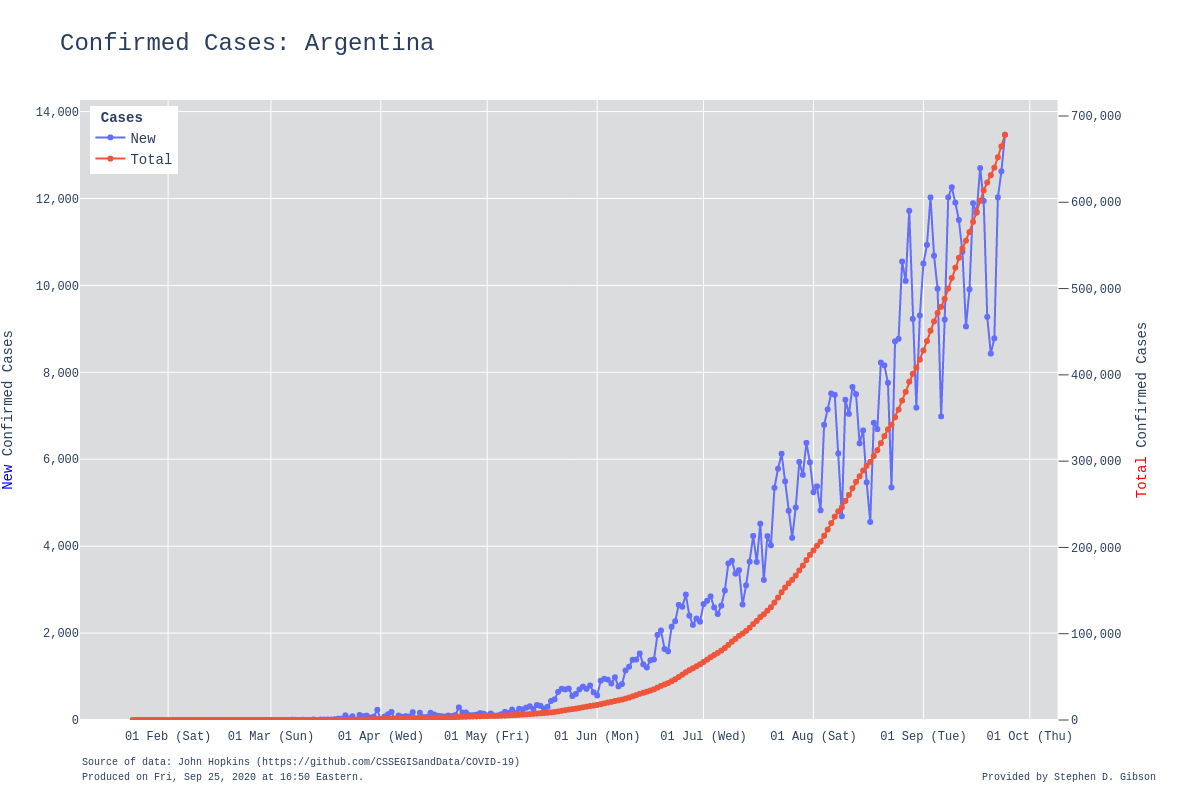 Confirmed Cases: Argentina
Cases
New
Total
14,000
12,000
10,000
8,000
6,000
4,000
2,000
0
New Confirmed Cases
700,000
600,000
500,000
400,000
300,000
200,000
100,000
0
Total Confirmed Cases
01 Feb (Sat) 01 Mar (Sun) 01 Apr (Wed) 01 May (Fri) 01 Jun (Mon) 01 Jul (Wed) 01 Aug (Sat) 01 Sep (Tue) 01 Oct (Thu)
Source of data: John Hopkins (https://github.com/CSSEGISandData/COVID-19)
Produced on Fri, Sep 25, 2020 at 16:50 Eastern.
Provided by Stephen D. Gibson